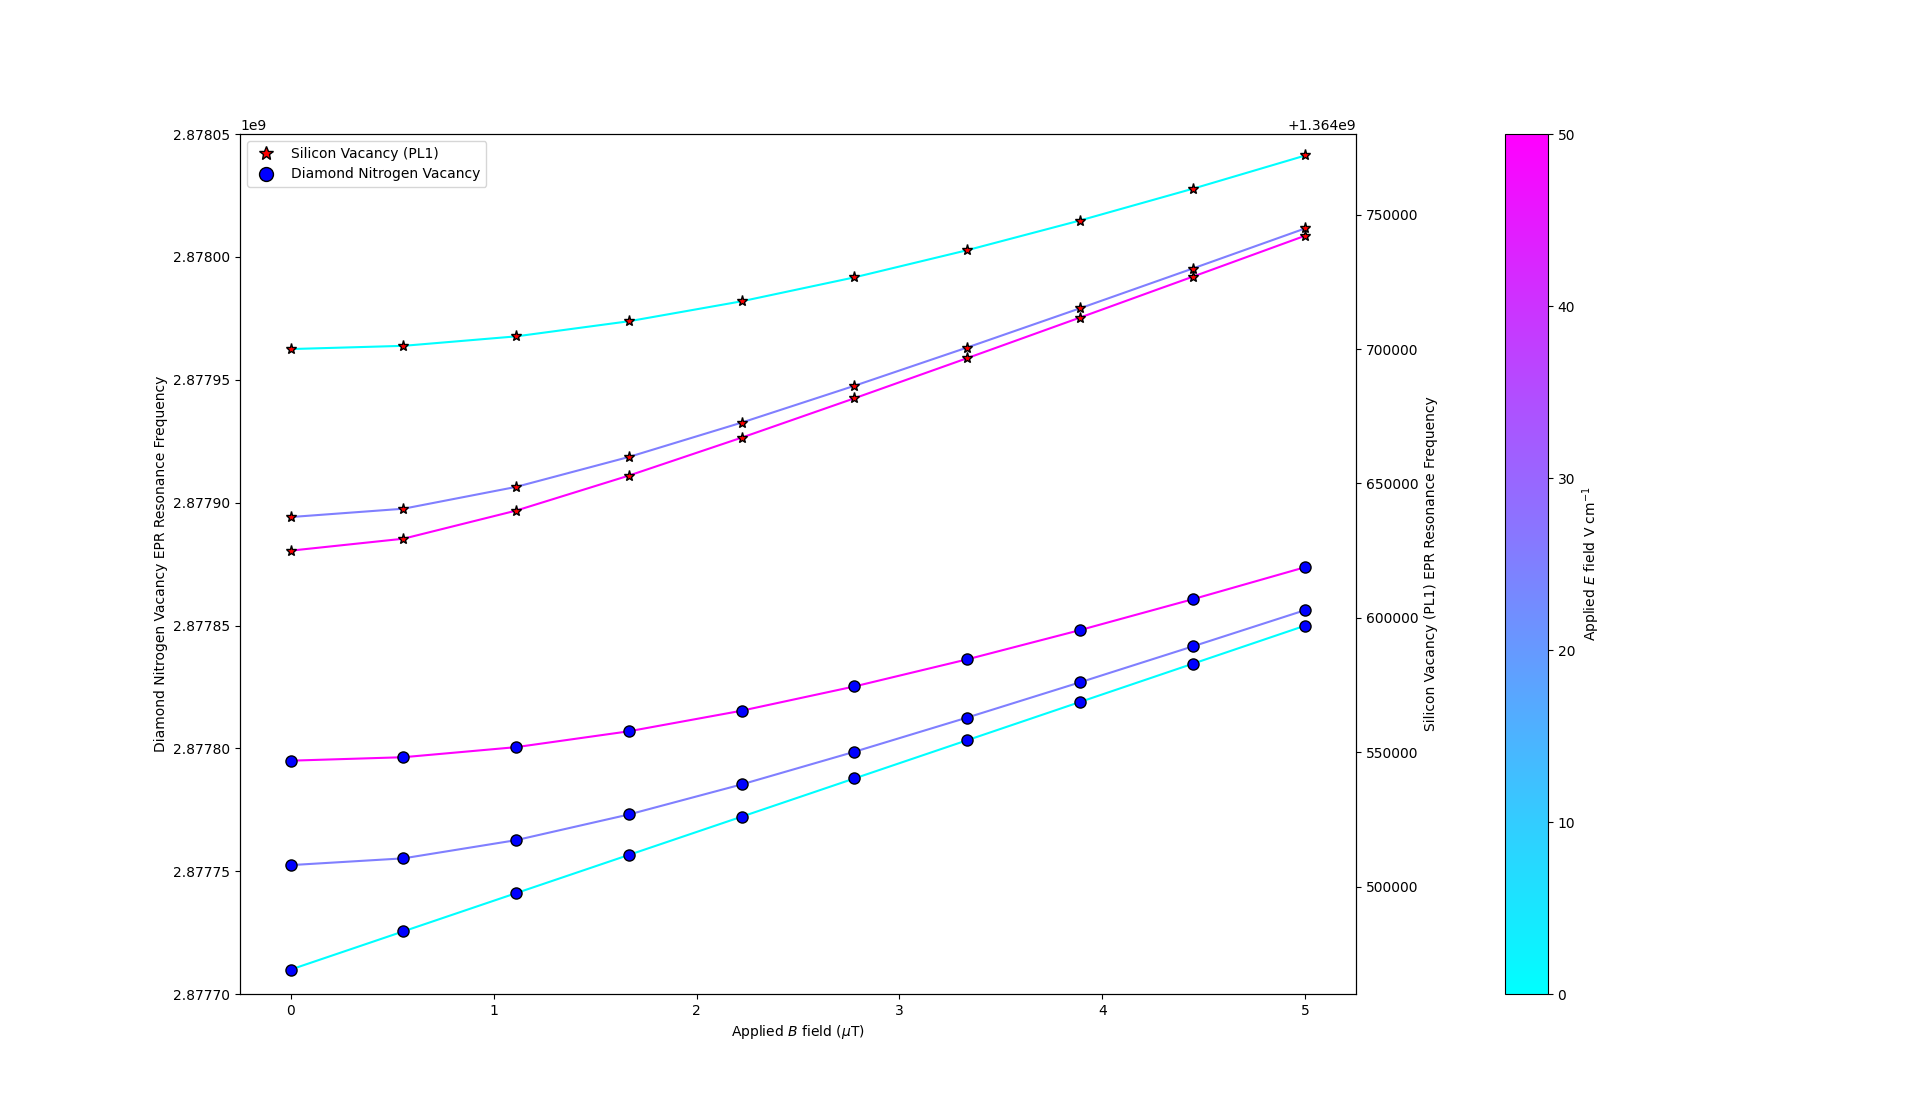 1e9
+1.364e9
Silicon Vacancy (PL1)
Diamond Nitrogen Vacancy
2.87805
2.87800
2.87795
2.87790
2.87785
2.87780
2.87775
2.87770
Diamond Nitrogen Vacancy EPR Resonance Frequency
0 1 2 3 4 5
Applied B field (μT)
750000
700000
650000
600000
550000
500000
Silicon Vacancy (PL1) EPR Resonance Frequency
50
40
30
20
10
0
Applied E field V cm⁻¹